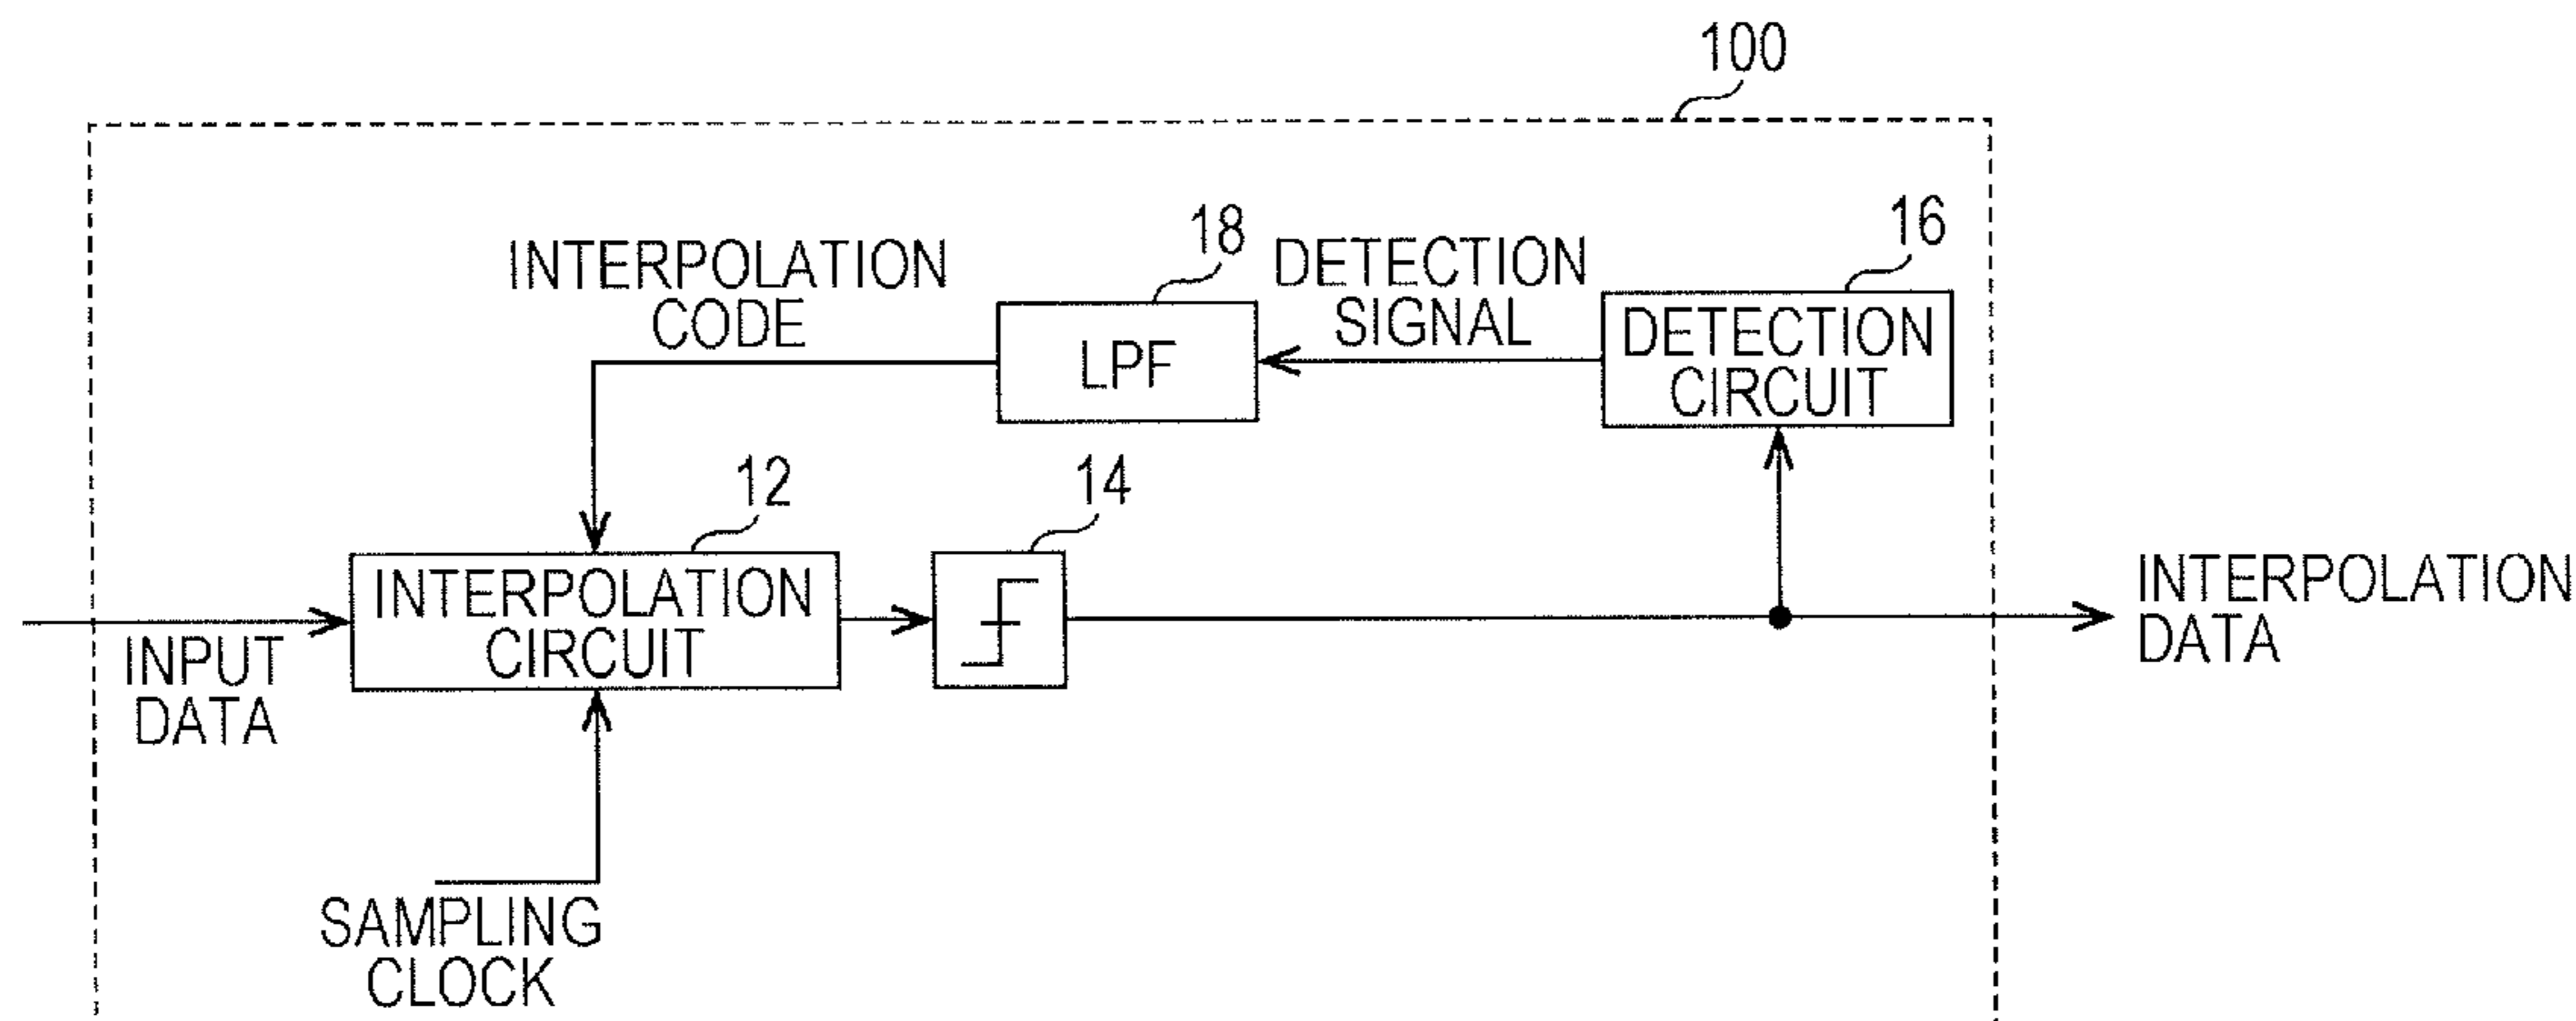 100
18
16
INTERPOLATION
CODE
DETECTION
SIGNAL
LPF
DETECTION
CIRCUIT
12
14
INTERPOLATION
CIRCUIT
INPUT
DATA
INTERPOLATION
DATA
SAMPLING
CLOCK